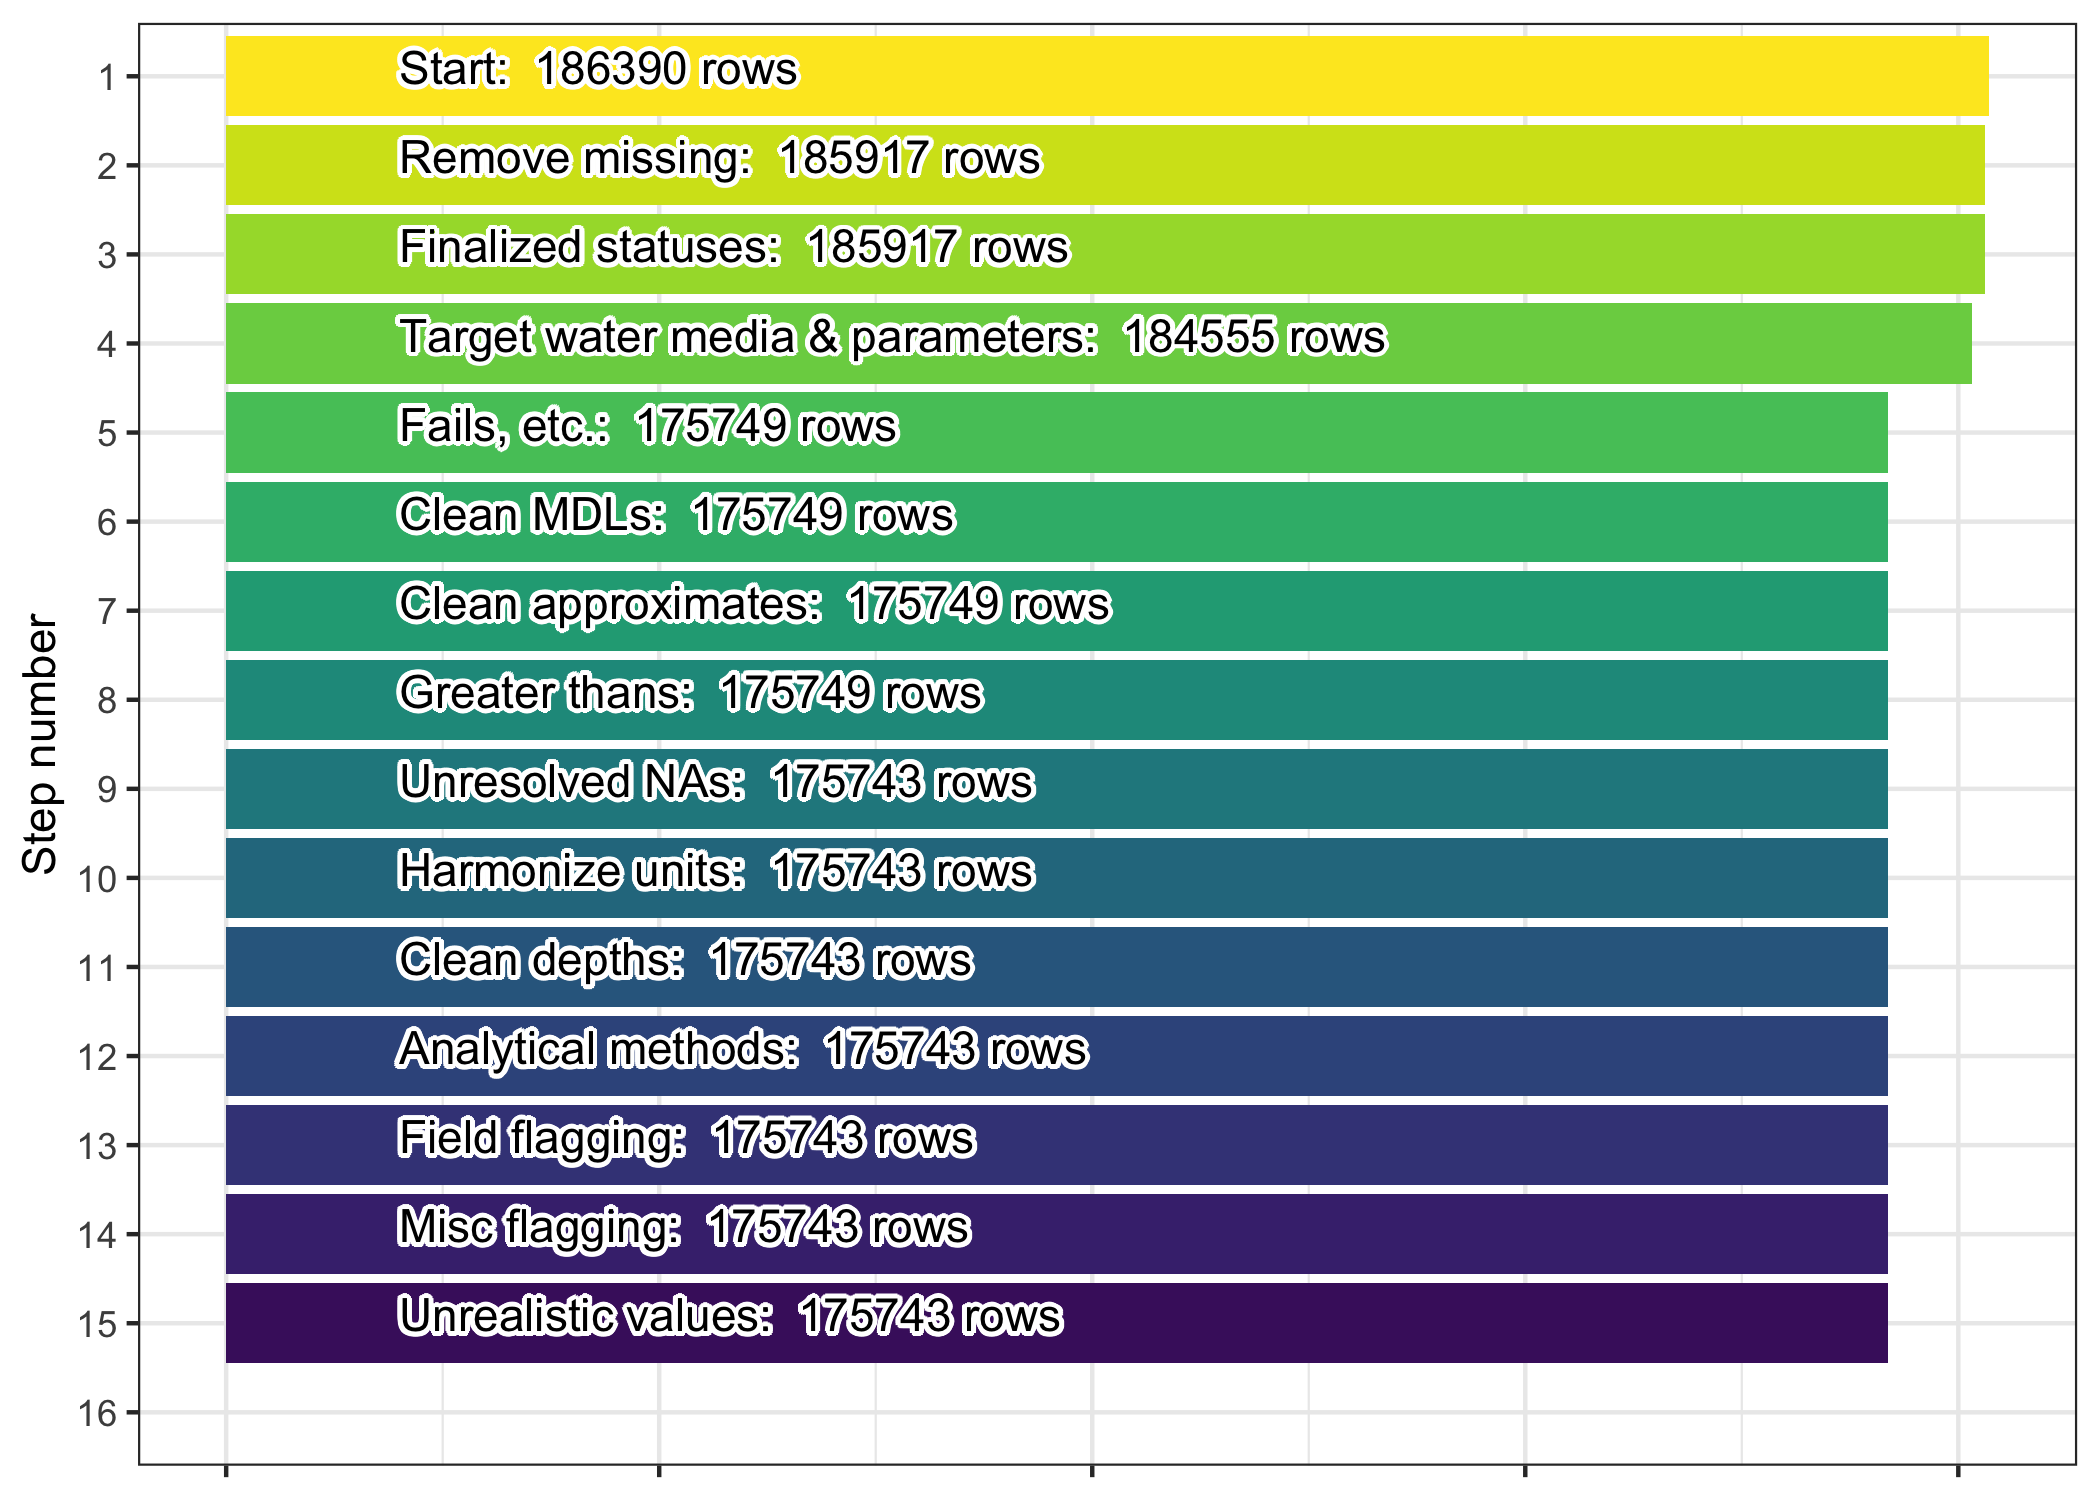 1
Start:  186390 rows
2
Remove missing:  185917 rows
3
Finalized statuses:  185917 rows
4
Target water media & parameters:  184555 rows
5
Fails, etc.:  175749 rows
6
Clean MDLs:  175749 rows
7
Clean approximates:  175749 rows
8
Greater thans:  175749 rows
9
Unresolved NAs:  175743 rows
10
Harmonize units:  175743 rows
11
Clean depths:  175743 rows
12
Analytical methods:  175743 rows
13
Field flagging:  175743 rows
14
Misc flagging:  175743 rows
15
Unrealistic values:  175743 rows
16
Step number